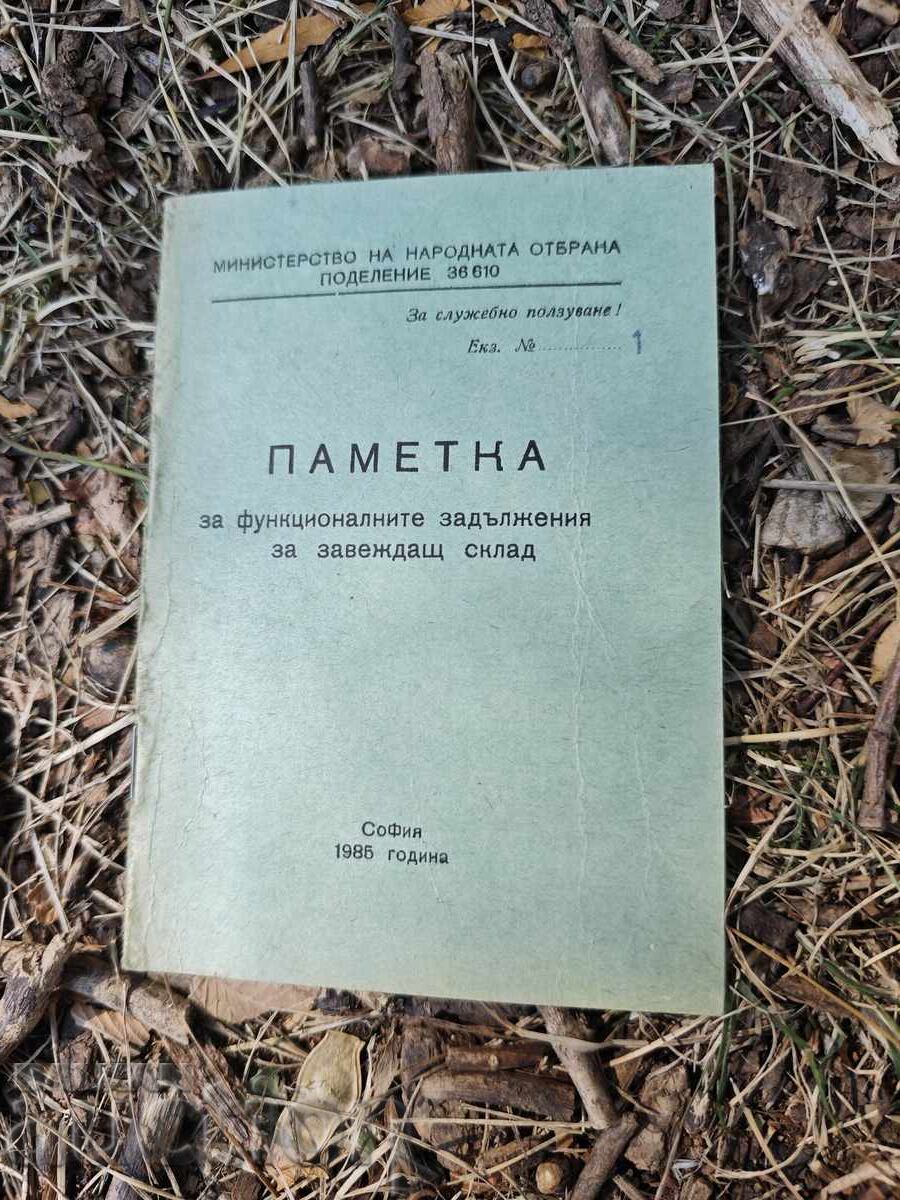 МИНИСТЕРСТВО НА НАРОДНАТА ОТБРАНА
ПОДЕЛЕНИЕ 36 610
За служебно ползуване!
Екз. № ................ 1
ПАМЕТКА
за функционалните задължения
за завеждащ склад
София
1985 година